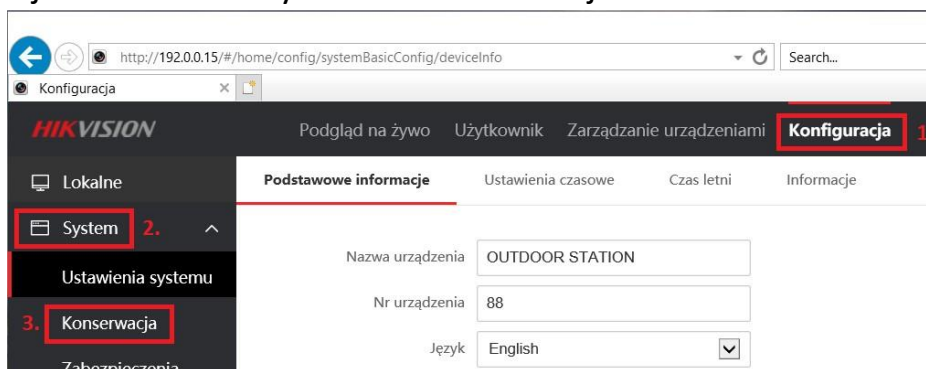 http://192.0.0.15/#/home/config/systemBasicConfig/deviceInfo
Search...
Konfiguracja
HIKVISION
Podgląd na żywo
Użytkownik
Zarządzanie urządzeniami
Konfiguracja
1
Lokalne
Podstawowe informacje
Ustawienia czasowe
Czas letni
Informacje
System
2.
Nazwa urządzenia
OUTDOOR STATION
Ustawienia systemu
Nr urządzenia
88
3.
Konserwacja
Język
English
Zabezpieczenia